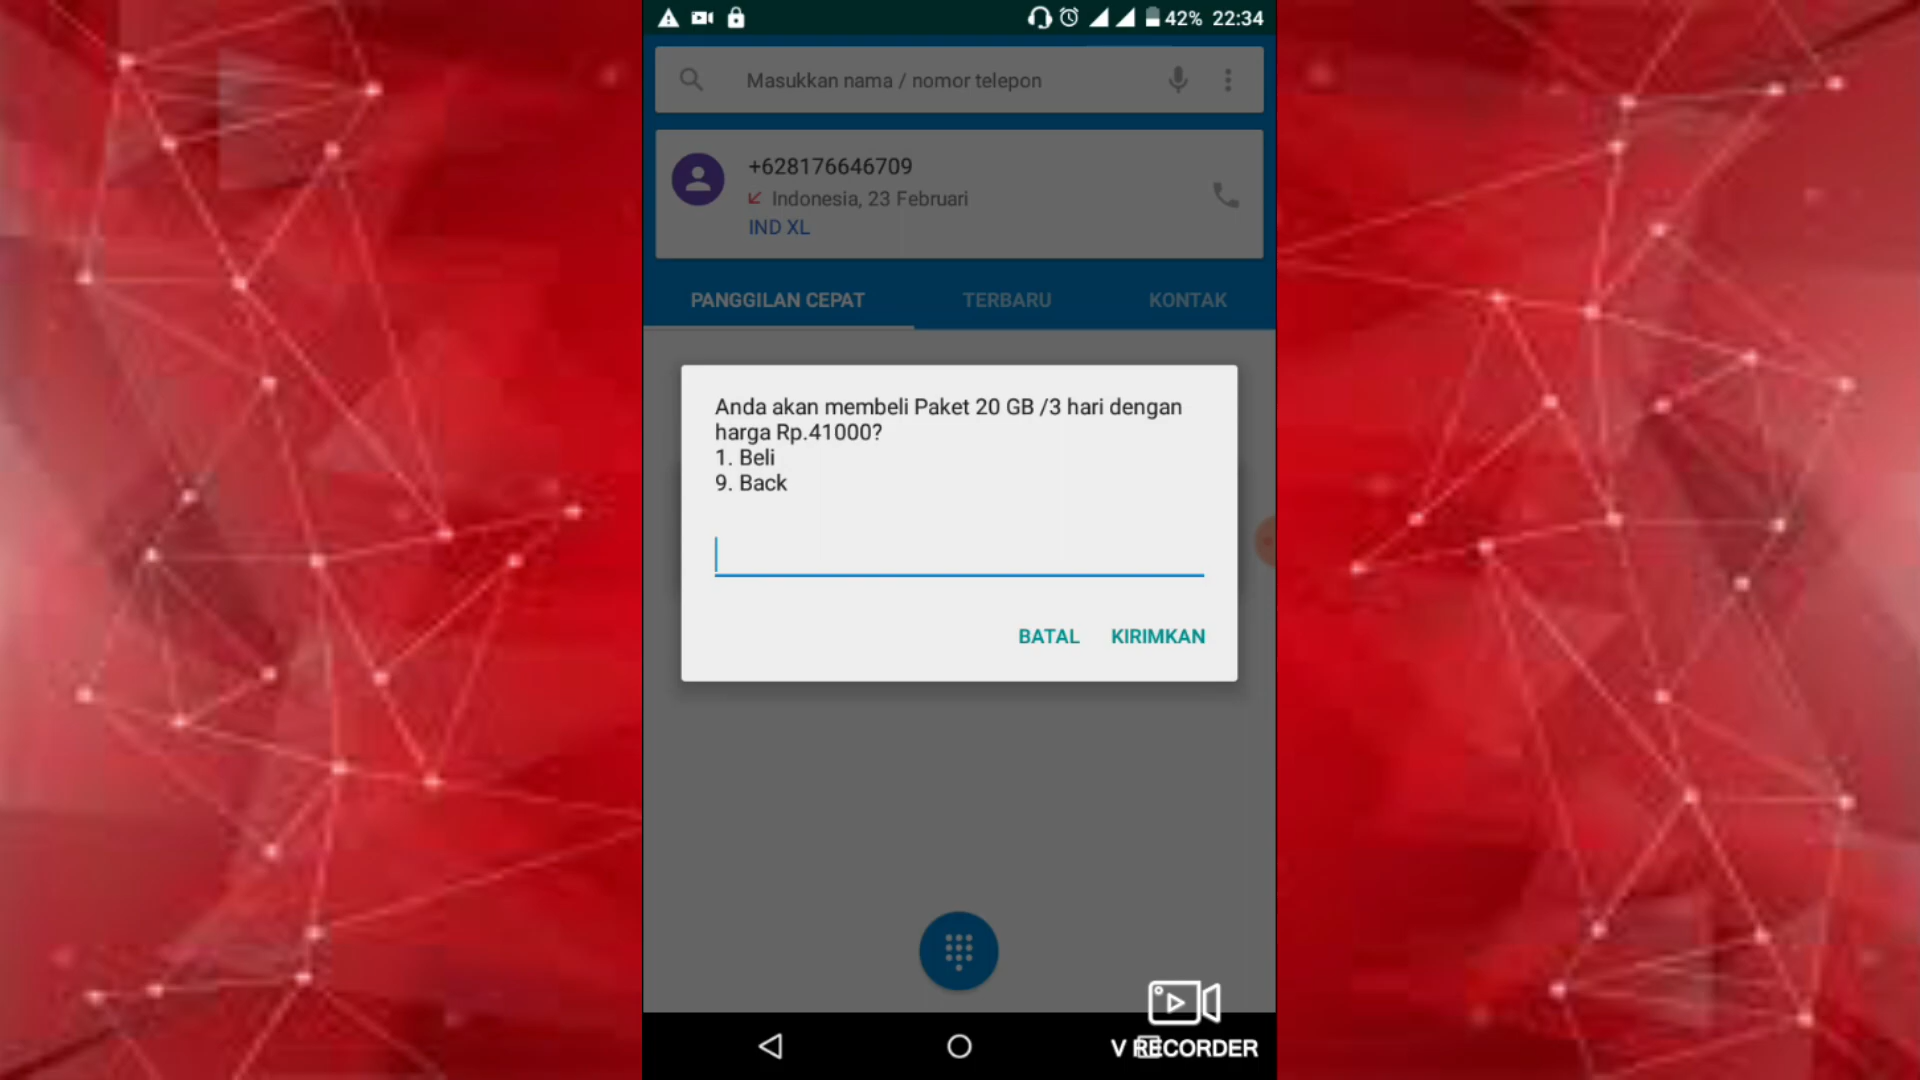 42% 22:34
Masukkan nama / nomor telepon
+628176646709
Indonesia, 23 Februari
IND XL
PANGGILAN CEPAT TERBARU KONTAK
Anda akan membeli Paket 20 GB /3 hari dengan
harga Rp.41000?
1. Beli
9. Back
BATAL KIRIMKAN
V RECORDER